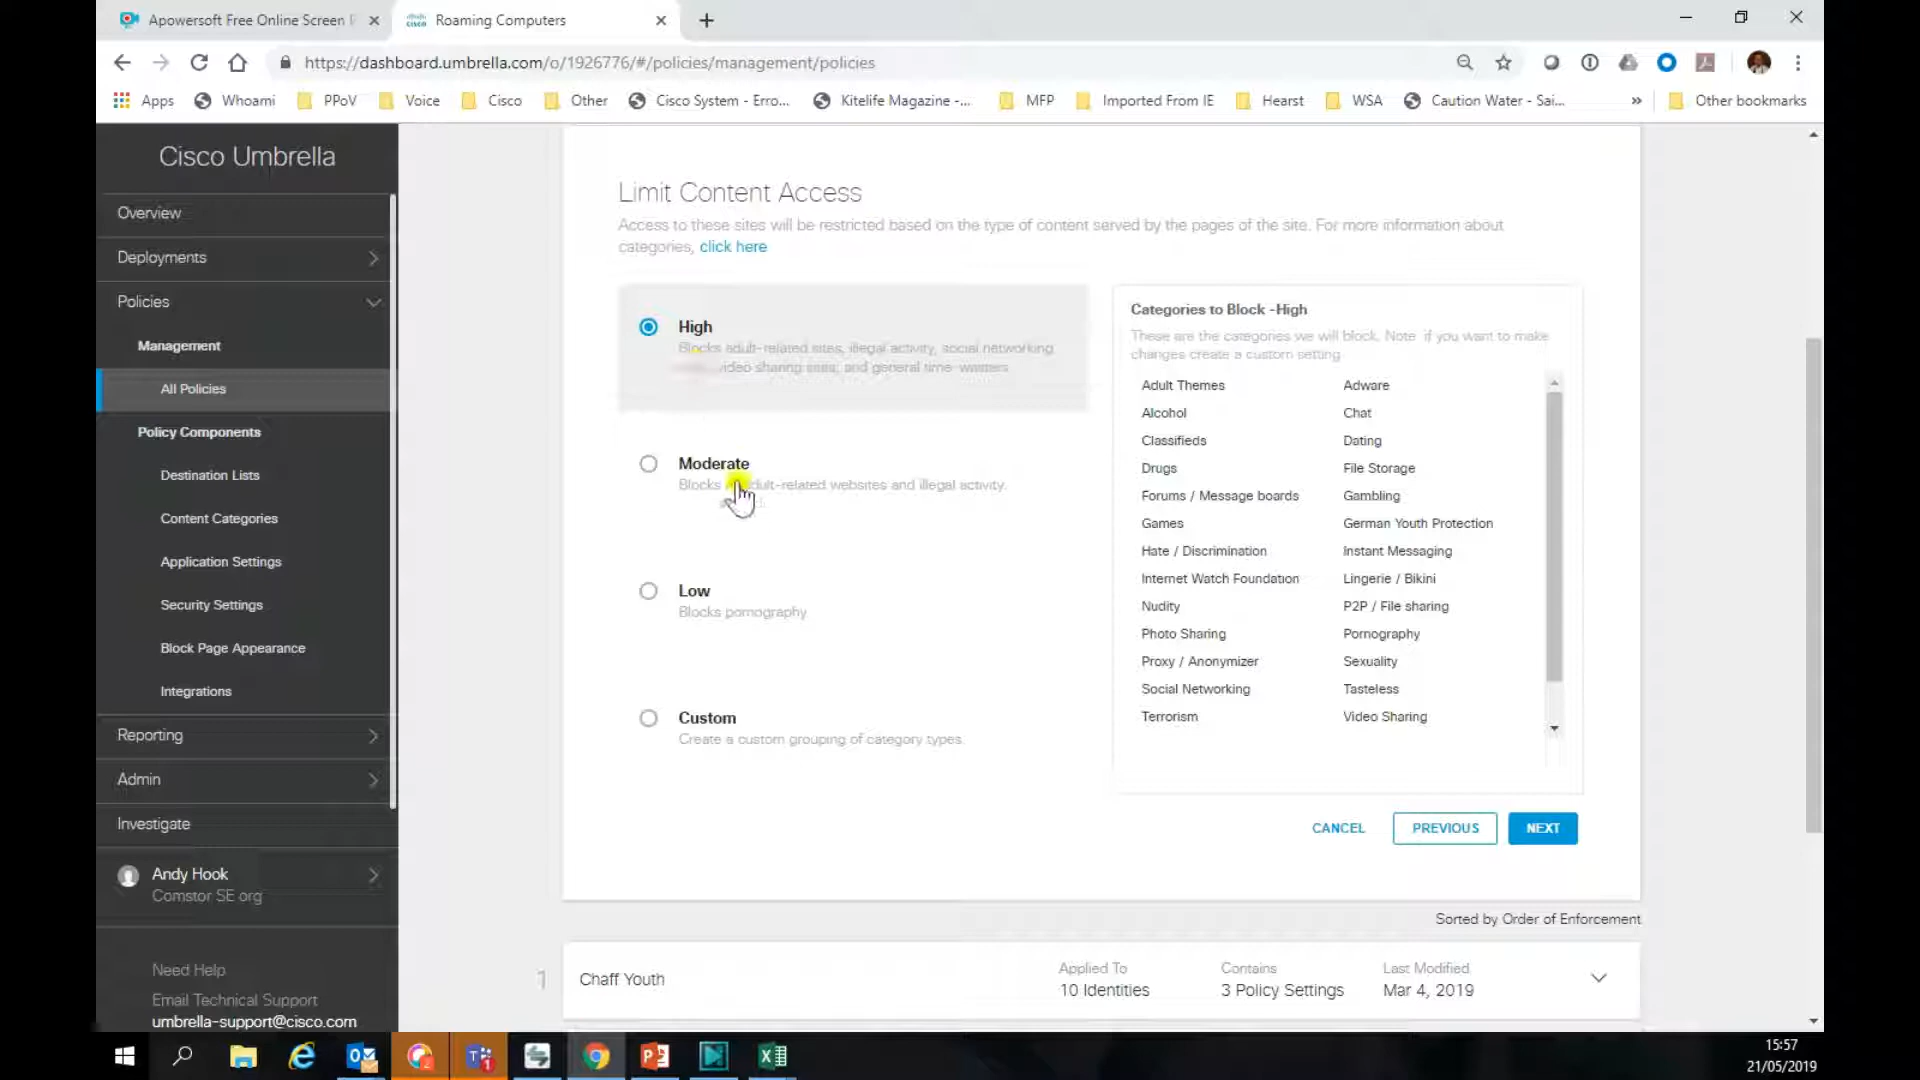 Apowersoft Free Online Screen
Roaming Computers
https://dashboard.umbrella.com/o/1926776/#/policies/management/policies
Apps
Whoami
PPoV
Voice
Cisco
Other
Cisco System - Erro...
Kitelife Magazine -...
MFP
Imported From IE
Hearst
WSA
Caution Water - Sai...
»
Other bookmarks
Cisco Umbrella
Overview
Deployments
Policies
Management
All Policies
Policy Components
Destination Lists
Content Categories
Application Settings
Security Settings
Block Page Appearance
Integrations
Reporting
Admin
Investigate
Andy Hook
Comstor SE org
Need Help
Email Technical Support
umbrella-support@cisco.com
Limit Content Access
Access to these sites will be restricted based on the type of content served by the pages of the site. For more information about
categories, click here
High
Blocks adult-related sites, illegal activity, social networking
video sharing sites, and general time-wasters.
Moderate
Blocks adult-related websites and illegal activity.
Low
Blocks pornography
Custom
Create a custom grouping of category types.
Categories to Block -High
These are the categories we will block. Note if you want to make
changes create a custom setting
Adult Themes Adware
Alcohol Chat
Classifieds Dating
Drugs File Storage
Forums / Message boards Gambling
Games German Youth Protection
Hate / Discrimination Instant Messaging
Internet Watch Foundation Lingerie / Bikini
Nudity P2P / File sharing
Photo Sharing Pornography
Proxy / Anonymizer Sexuality
Social Networking Tasteless
Terrorism Video Sharing
CANCEL PREVIOUS NEXT
Sorted by Order of Enforcement
1 Chaff Youth
Applied To
10 Identities
Contains
3 Policy Settings
Last Modified
Mar 4, 2019
15:57
21/05/2019